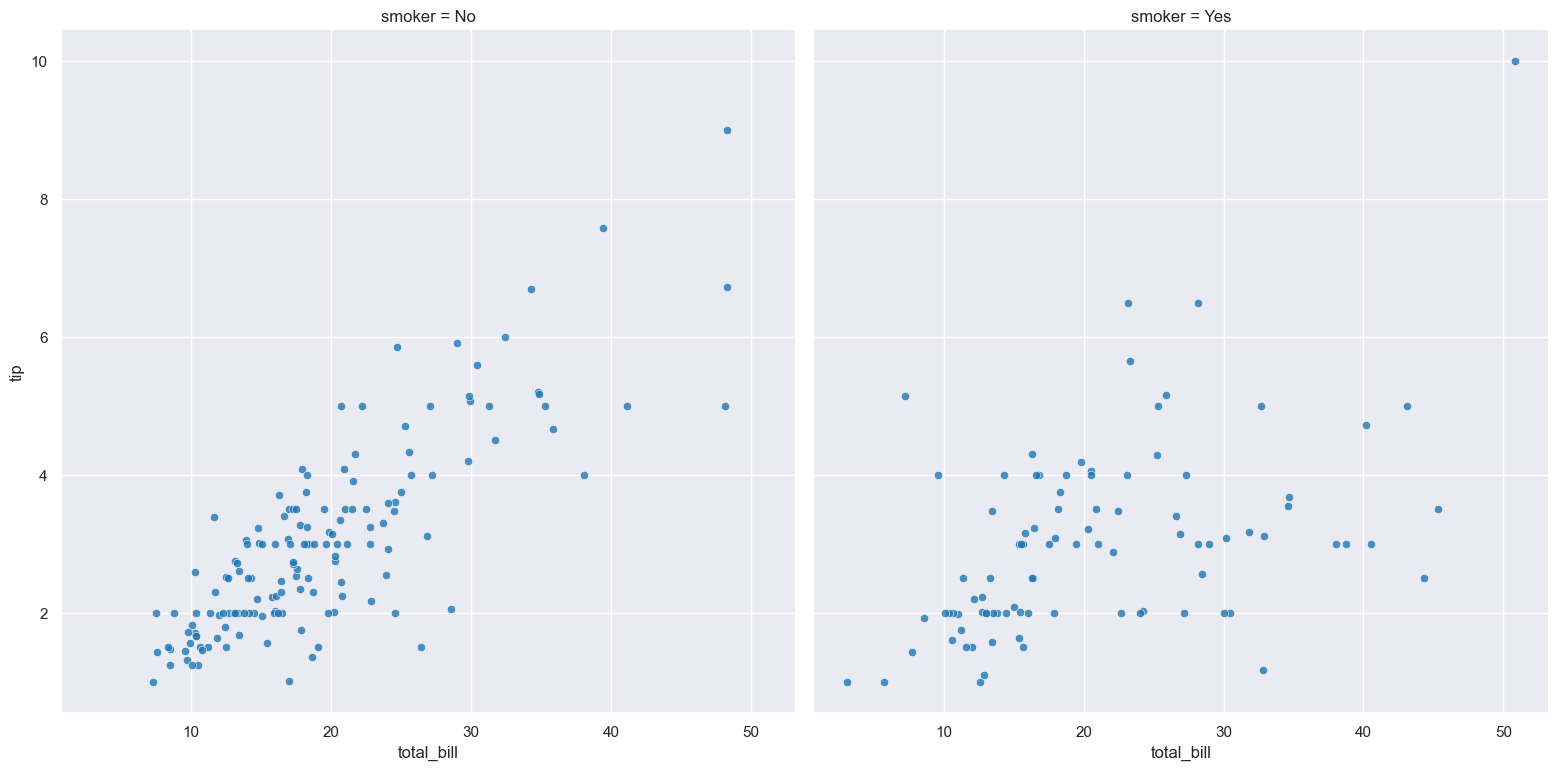 smoker = No
smoker = Yes
10
8
6
4
2
tip
10 20 30 40 50
10 20 30 40 50
total_bill
total_bill